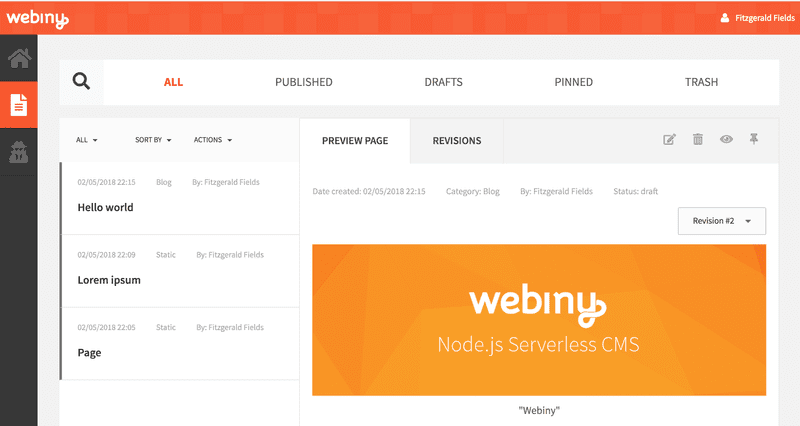 webiny
Fitzgerald Fields
ALL PUBLISHED DRAFTS PINNED TRASH
ALL SORT BY ACTIONS
PREVIEW PAGE REVISIONS
02/05/2018 22:15 Blog By: Fitzgerald Fields
Hello world
02/05/2018 22:09 Static By: Fitzgerald Fields
Lorem ipsum
02/05/2018 22:05 Static By: Fitzgerald Fields
Page
Date created: 02/05/2018 22:15 Category: Blog By: Fitzgerald Fields Status: draft
Revision #2
webiny
Node.js Serverless CMS
"Webiny"